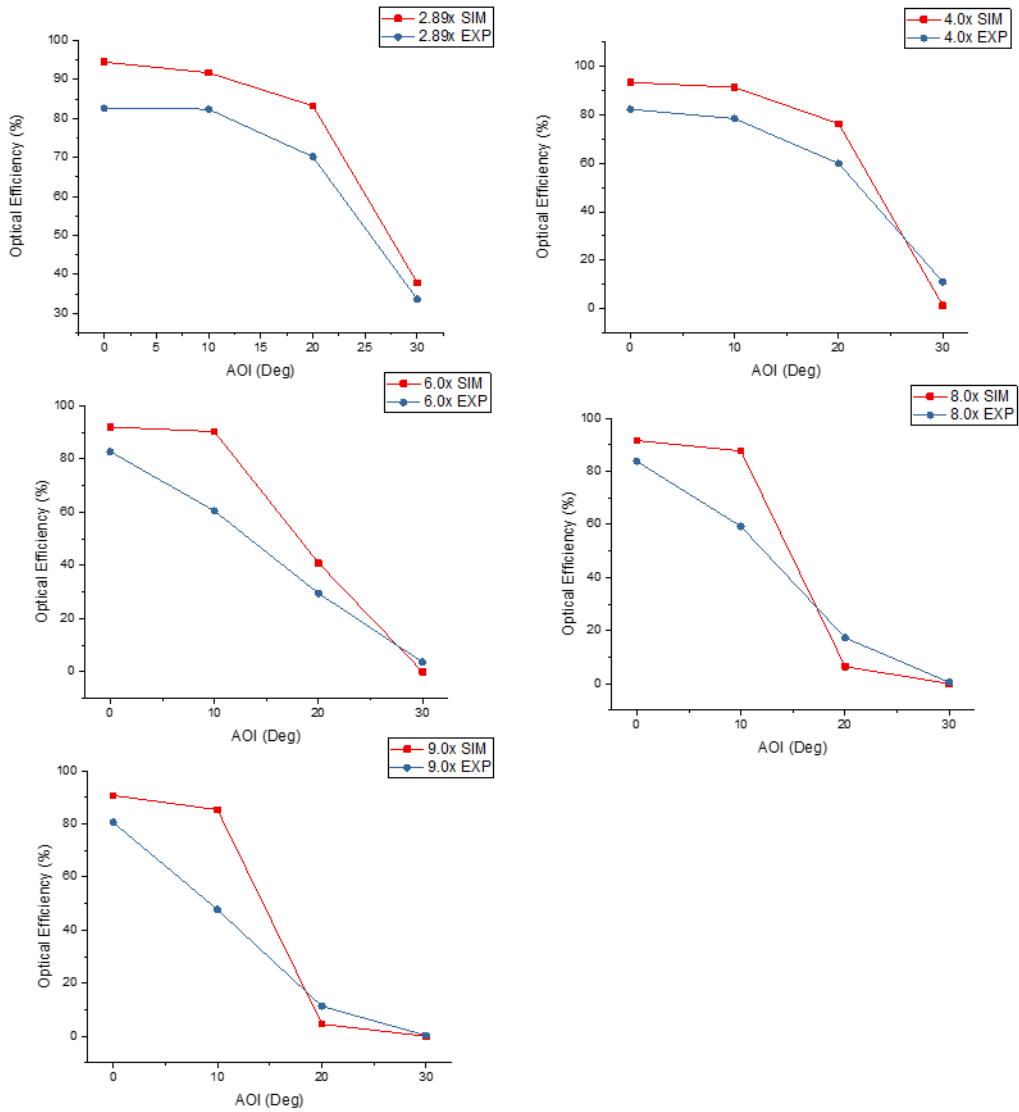 2.89x SIM
2.89x EXP
100
90
80
70
60
50
40
30
Optical Efficiency (%)
0
5
10
15
20
25
30
AOI (Deg)
4.0x SIM
4.0x EXP
100
80
60
40
20
0
Optical Efficiency (%)
0
10
20
30
AOI (Deg)
6.0x SIM
6.0x EXP
100
80
60
40
20
0
Optical Efficiency (%)
0
10
20
30
AOI (Deg)
8.0x SIM
8.0x EXP
100
80
60
40
20
0
Optical Efficiency (%)
0
10
20
30
AOI (Deg)
9.0x SIM
9.0x EXP
100
80
60
40
20
0
Optical Efficiency (%)
0
10
20
30
AOI (Deg)